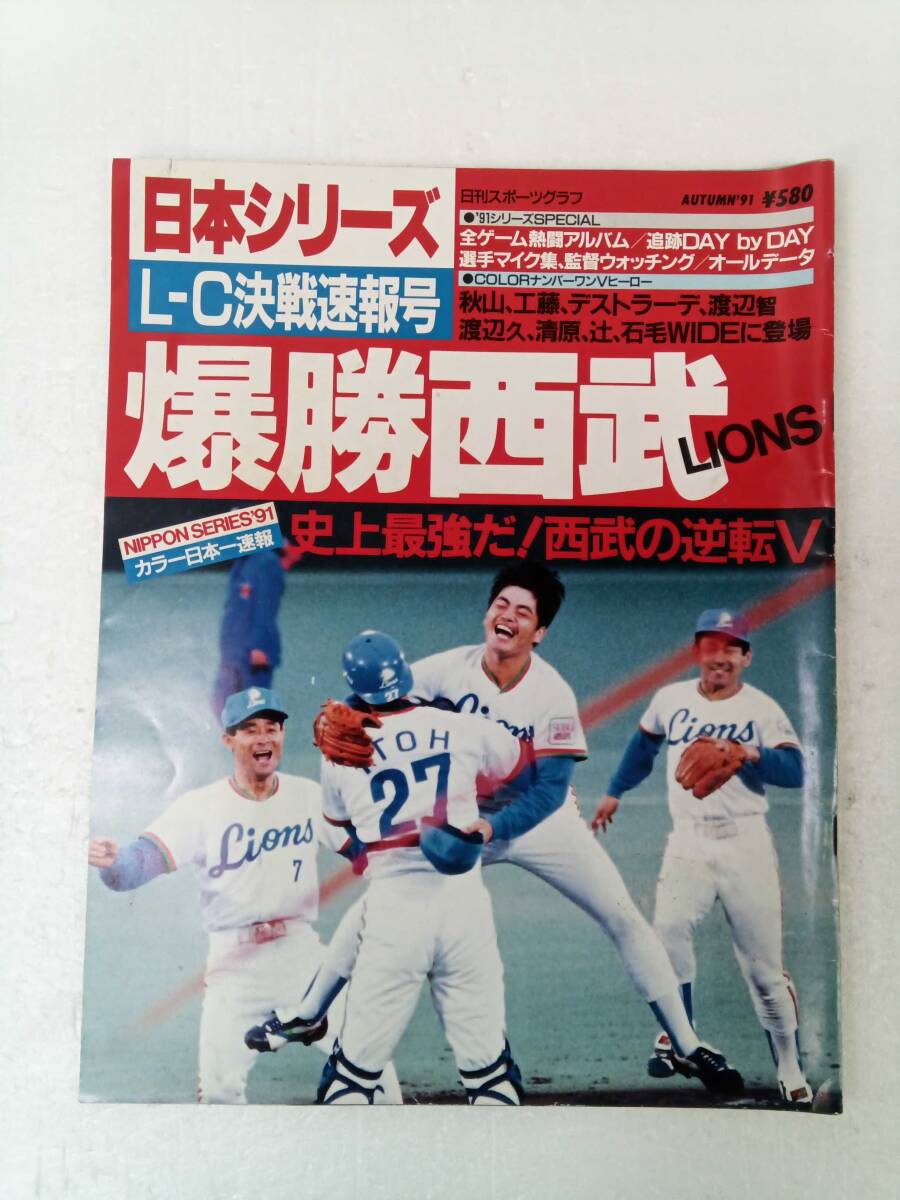 日本シリーズ
L-C決戦速報号
日刊スポーツグラフ
AUTUMN'91 ¥580
●'91シリーズSPECIAL
全ゲーム熱闘アルバム/追跡DAY by DAY
選手マイク集、監督ウォッチング/オールデータ
●COLORナンバーワンVヒーロー
秋山、工藤、デストラーデ、渡辺智
渡辺久、清原、辻、石毛WIDEに登場
爆勝西武
LIONS
NIPPON SERIES'91
カラー日本一速報
史上最強だ!西武の逆転V
Lions
7
27
ITOH
27
Lions
Lions